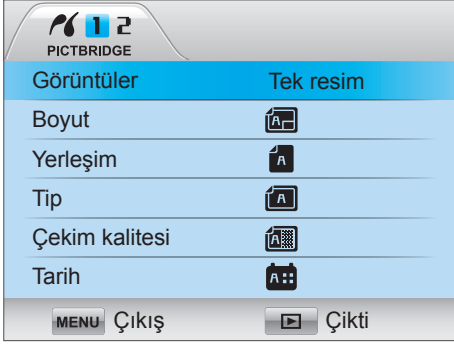 1 2
PICTBRIDGE
Görüntüler Tek resim
Boyut A
Yerleşim A
Tip A
Çekim kalitesi A
Tarih A
MENU Çıkış Çikti